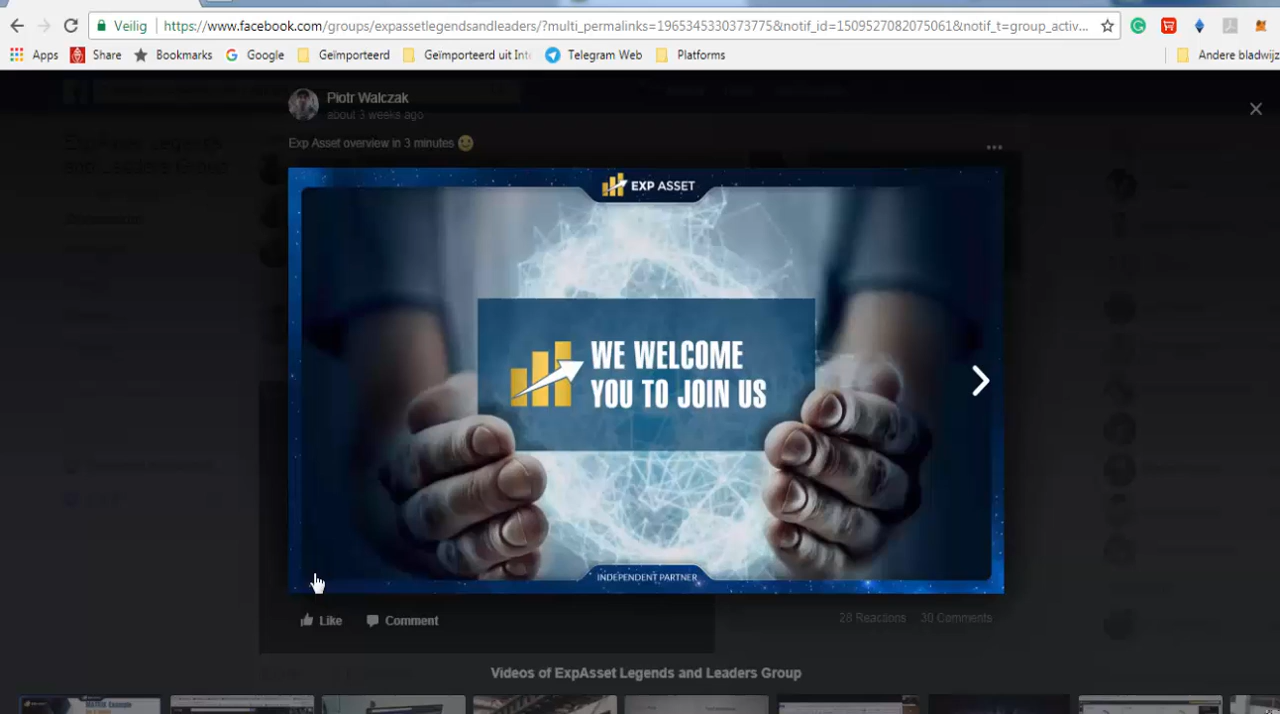 Veilig
https://www.facebook.com/groups/expassetlegendsandleaders/?multi_permalinks=1965345330373775&notif_id=1509527082075061&notif_t=group_activ...
Apps Share Bookmarks Google Geïmporteerd Geïmporteerd uit Inte Telegram Web Platforms Andere bladwijz
Piotr Walczak
about 3 weeks ago
Exp Asset overview in 3 minutes
EXP ASSET
WE WELCOME
YOU TO JOIN US
INDEPENDENT PARTNER
Like Comment 28 Reactions 30 Comments
Videos of ExpAsset Legends and Leaders Group